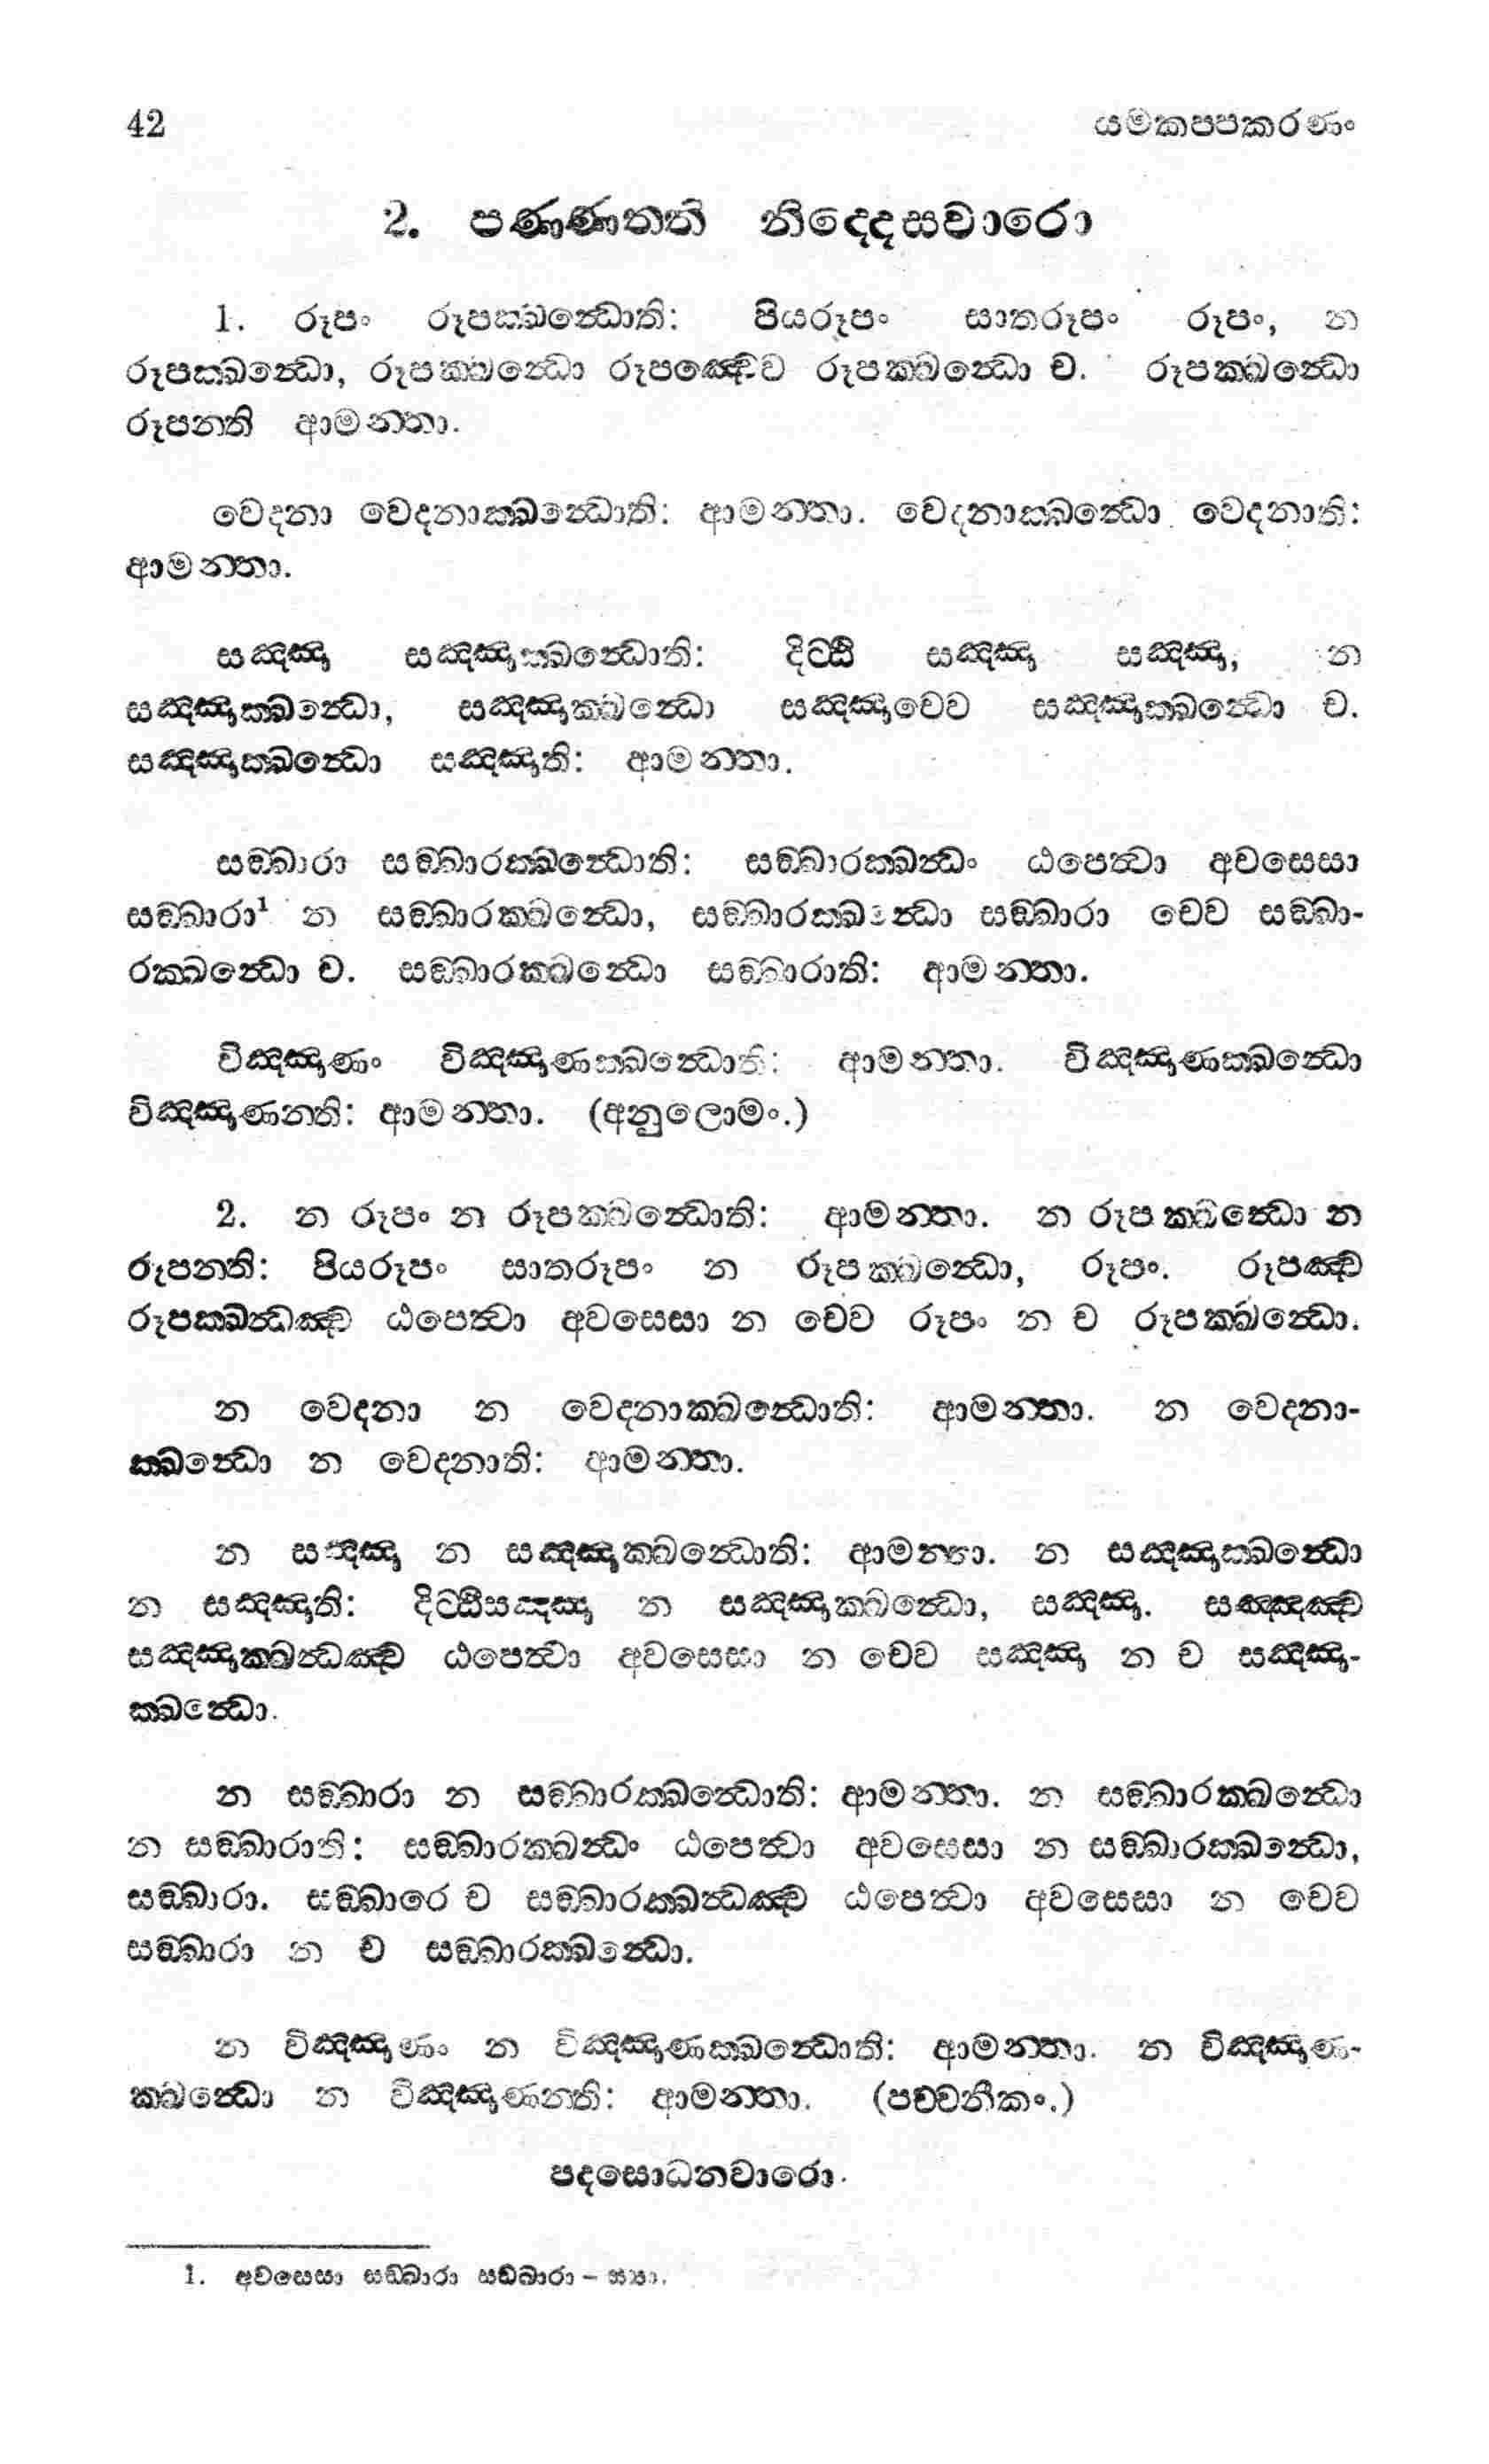 42 යමකප්පකරණං
2. පණ්ණත්ති නිද්දෙසවාරො
1. රූපං රූපක්ඛන්ධොති: පියරූපං සාතරූපං රූපං, න
රූපක්ඛන්ධො, රූපක්ඛන්ධො රූපඤ්චෙව රූපක්ඛන්ධො ච. රූපක්ඛන්ධො
රූපන්ති ආමන්තා.
වෙදනා වෙදනාක්ඛන්ධොති: ආමන්තා. වෙදනාක්ඛන්ධො වෙදනාති:
ආමන්තා.
සඤ්ඤා සඤ්ඤාක්ඛන්ධොති: දිට්ඨි සඤ්ඤා සඤ්ඤා, න
සඤ්ඤාක්ඛන්ධො, සඤ්ඤාක්ඛන්ධො සඤ්ඤාචෙව සඤ්ඤාක්ඛන්ධො ච.
සඤ්ඤාක්ඛන්ධො සඤ්ඤාති: ආමන්තා.
සඞ්ඛාරා සඞ්ඛාරක්ඛන්ධොති: සඞ්ඛාරක්ඛන්ධං ඨපෙත්වා අවසෙසා
සඞ්ඛාරා¹ න සඞ්ඛාරක්ඛන්ධො, සඞ්ඛාරක්ඛන්ධො සඞ්ඛාරා චෙව සඞ්ඛා-
රක්ඛන්ධො ච. සඞ්ඛාරක්ඛන්ධො සඞ්ඛාරාති: ආමන්තා.
විඤ්ඤාණං විඤ්ඤාණක්ඛන්ධොති: ආමන්තා. විඤ්ඤාණක්ඛන්ධො
විඤ්ඤාණන්ති: ආමන්තා. (අනුලොමං.)
2. න රූපං න රූපක්ඛන්ධොති: ආමන්තා. න රූපක්ඛන්ධො න
රූපන්ති: පියරූපං සාතරූපං න රූපක්ඛන්ධො, රූපං. රූපඤ්ච
රූපක්ඛන්ධඤ්ච ඨපෙත්වා අවසෙසා න චෙව රූපං න ච රූපක්ඛන්ධො.
න වෙදනා න වෙදනාක්ඛන්ධොති: ආමන්තා. න වෙදනා-
ක්ඛන්ධො න වෙදනාති: ආමන්තා.
න සඤ්ඤා න සඤ්ඤාක්ඛන්ධොති: ආමන්තා. න සඤ්ඤාක්ඛන්ධො
න සඤ්ඤාති: දිට්ඨිසඤ්ඤා න සඤ්ඤාක්ඛන්ධො, සඤ්ඤා. සඤ්ඤඤ්ච
සඤ්ඤාක්ඛන්ධඤ්ච ඨපෙත්වා අවසෙසා න චෙව සඤ්ඤා න ච සඤ්ඤා-
ක්ඛන්ධො.
න සඞ්ඛාරා න සඞ්ඛාරක්ඛන්ධොති: ආමන්තා. න සඞ්ඛාරක්ඛන්ධො
න සඞ්ඛාරාති: සඞ්ඛාරක්ඛන්ධං ඨපෙත්වා අවසෙසා න සඞ්ඛාරක්ඛන්ධො,
සඞ්ඛාරා. සඞ්ඛාරෙ ච සඞ්ඛාරක්ඛන්ධඤ්ච ඨපෙත්වා අවසෙසා න චෙව
සඞ්ඛාරා න ච සඞ්ඛාරක්ඛන්ධො.
න විඤ්ඤාණං න විඤ්ඤාණක්ඛන්ධොති: ආමන්තා. න විඤ්ඤාණ-
ක්ඛන්ධො න විඤ්ඤාණන්ති: ආමන්තා. (පච්චනීකං.)
පදසොධනවාරො.
1. අවසෙසා සඞ්ඛාරා සඞ්ඛාරා –